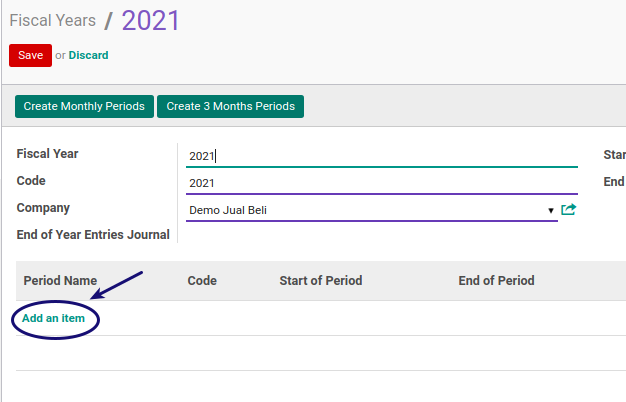 Fiscal Years / 2021
Save or Discard
Create Monthly Periods Create 3 Months Periods
Fiscal Year 2021 Star
Code 2021 End
Company Demo Jual Beli
End of Year Entries Journal
Period Name Code Start of Period End of Period
Add an item